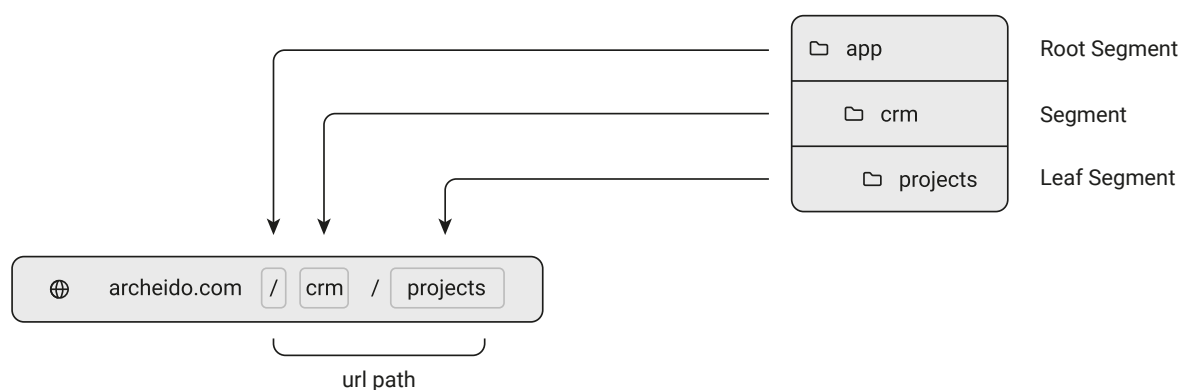 app Root Segment
crm Segment
projects Leaf Segment
archeido.com / crm / projects
url path